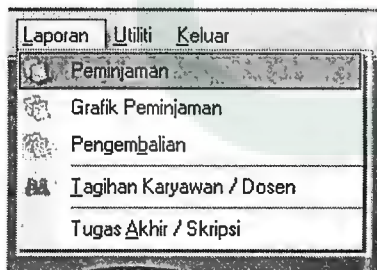 Laporan Utiliti Keluar
Peminjaman
Grafik Peminjaman
Pengembalian
Tagihan Karyawan / Dosen
Tugas Akhir / Skripsi